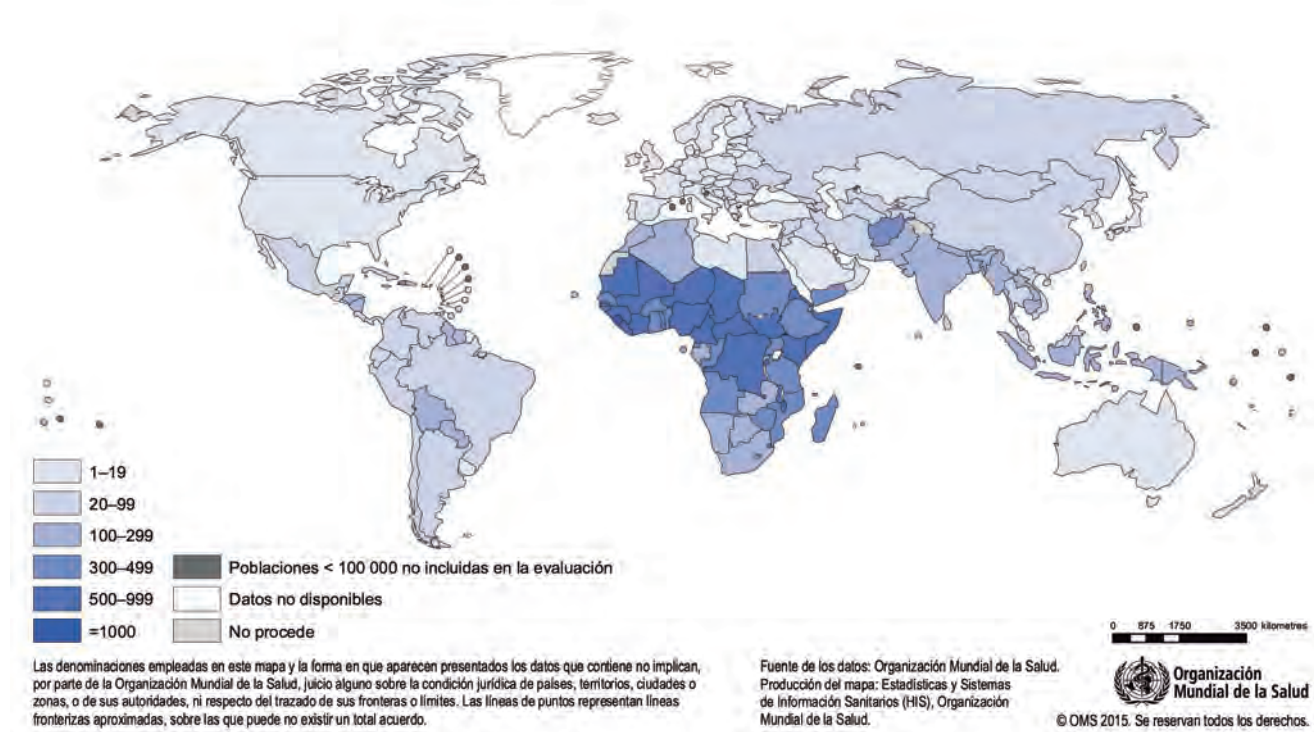 1–19
20–99
100–299
300–499
500–999
=1000
Poblaciones < 100 000 no incluidas en la evaluación
Datos no disponibles
No procede
Las denominaciones empleadas en este mapa y la forma en que aparecen presentados los datos que contiene no implican,
por parte de la Organización Mundial de la Salud, juicio alguno sobre la condición jurídica de países, territorios, ciudades o
zonas, o de sus autoridades, ni respecto del trazado de sus fronteras o límites. Las líneas de puntos representan líneas
fronterizas aproximadas, sobre las que puede no existir un total acuerdo.
Fuente de los datos: Organización Mundial de la Salud.
Producción del mapa: Estadísticas y Sistemas
de Información Sanitarios (HIS), Organización
Mundial de la Salud.
0 875 1750 3500 kilometres
Organización
Mundial de la Salud
© OMS 2015. Se reservan todos los derechos.